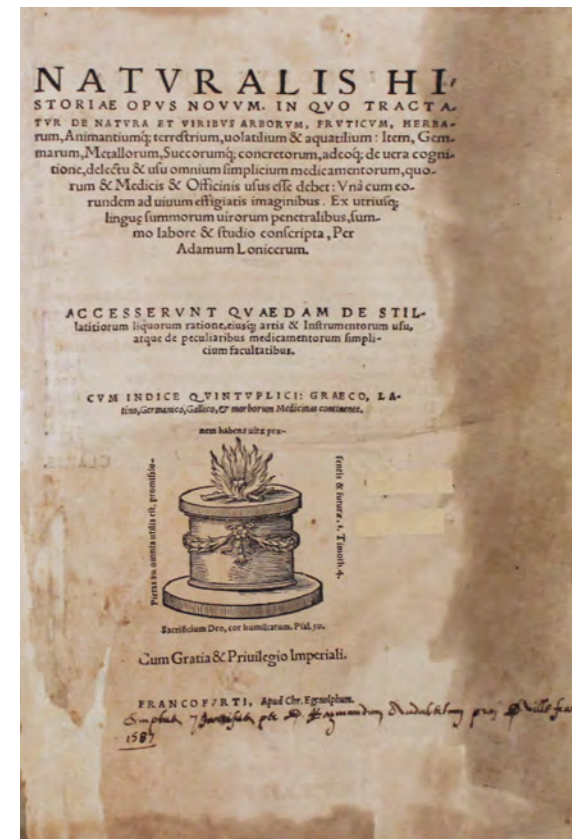 NATVRALIS HI-
STORIAE OPVS NOVVM. IN QVO TRACTA-
TVR DE NATVRA ET VIRIBVS ARBORVM, FRVTICVM, HERBA-
rum, Animantiumq́; terrestrium, uolatilium & aquatilium: Item, Gem-
marum, Metallorum, Succorumq́; concretorum, adeoq́; de uera cogni-
tione, delectu & usu omnium simplicium medicamentorum, quo-
rum & Medicis & Officinis usus esse debet: Vnà cum eo-
rundem ad uiuum effigiatis imaginibus. Ex utriusq́;
linguę summorum uirorum penetralibus, sum-
mo labore & studio conscripta, Per
Adamum Lonicerum.
ACCESSERVNT QVAEDAM DE STIL-
latitiorum liquorum ratione, eiusq́; artis & Instrumentorum usu,
atque de peculiaribus medicamentorum simpli-
cium facultatibus.
CVM INDICE QVINTVPLICI: GRAECO, LA-
tino, Germanico, Gallico, & morborum Medicinas continente.
Pietas ad omnia utilis est, promissio-
nem habens uitæ præ-
sentis & futuræ. 1. Timoth 4.
Sacrificium Deo, cor humiliatum. Psal. 50.
Cum Gratia & Priuilegio Imperiali.
FRANCOFVRTI, Apud Chr. Egenolphum.
1587